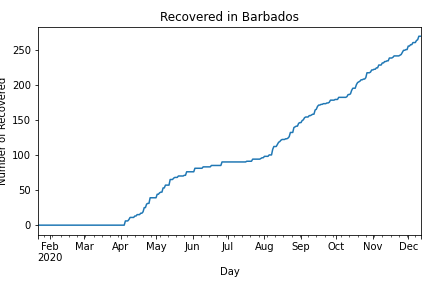 Recovered in Barbados
Number of Recovered
250
200
150
100
50
0
Feb Mar Apr May Jun Jul Aug Sep Oct Nov Dec
2020
Day